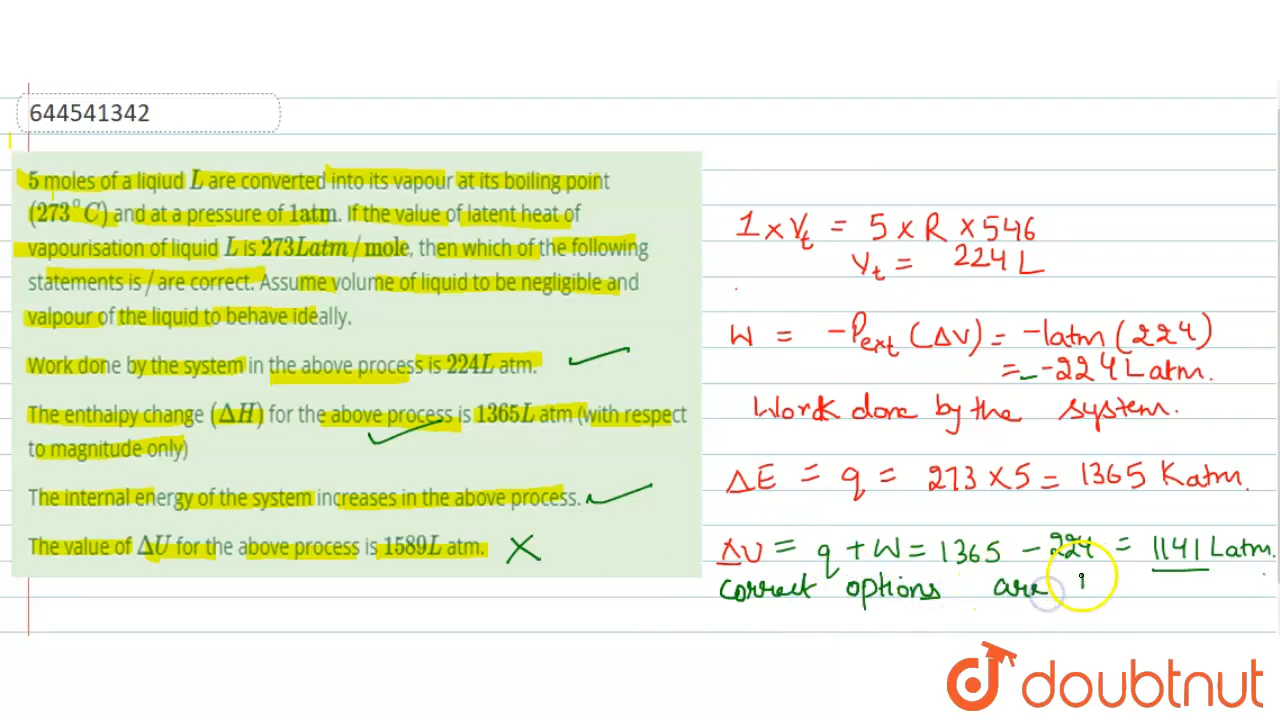 644541342
5 moles of a liqiud L are converted into its vapour at its boiling point
(273°C) and at a pressure of 1atm. If the value of latent heat of
vapourisation of liquid L is 273Latm/mole, then which of the following
statements is/are correct. Assume volume of liquid to be negligible and
valpour of the liquid to behave ideally.
Work done by the system in the above process is 224L atm.
The enthalpy change (ΔH) for the above process is 1365L atm (with respect
to magnitude only)
The internal energy of the system increases in the above process.
The value of ΔU for the above process is 1589L atm.
1 × Vt = 5 × R × 546
Vt = 224 L
W = -Pext (ΔV) = -1atm (224)
= - -224 L atm.
Work done by the system.
ΔE = q = 273 × 5 = 1365 K atm.
ΔU = q + W = 1365 - 224 = 1141 L atm.
correct options are
doubtnut